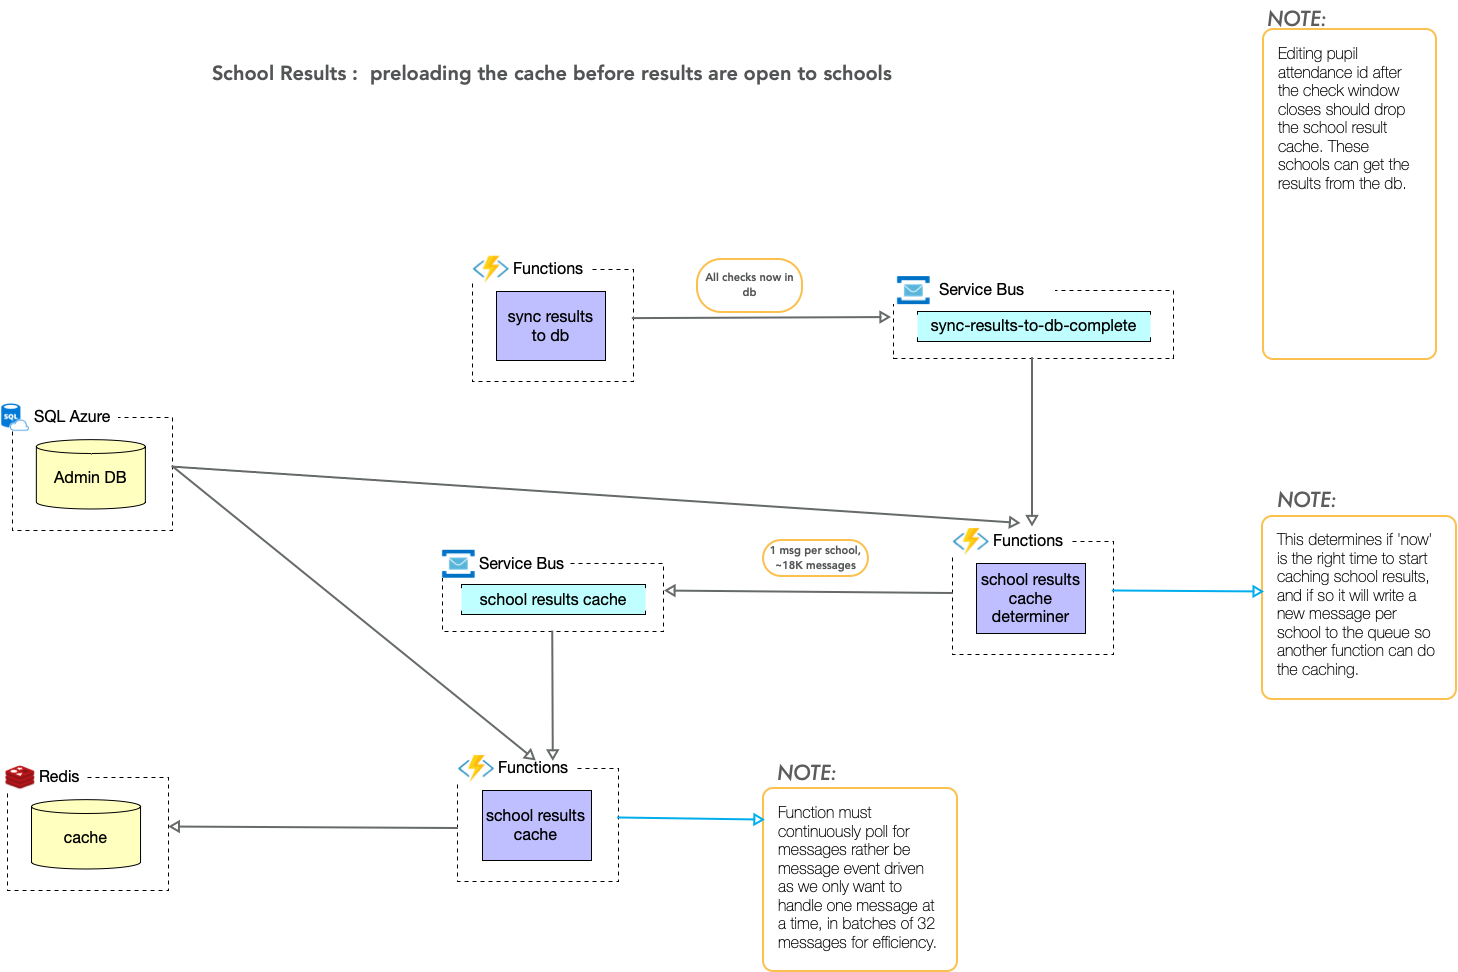 NOTE:
Editing pupil
attendance id after
the check window
closes should drop
the school result
cache. These
schools can get the
results from the db.
School Results :  preloading the cache before results are open to schools
Functions
sync results
to db
All checks now in
db
Service Bus
sync-results-to-db-complete
SQL
SQL Azure
Admin DB
NOTE:
This determines if 'now'
is the right time to start
caching school results,
and if so it will write a
new message per
school to the queue so
another function can do
the caching.
Functions
school results
cache
determiner
1 msg per school,
~18K messages
Service Bus
school results cache
Redis
cache
Functions
school results
cache
NOTE:
Function must
continuously poll for
messages rather be
message event driven
as we only want to
handle one message at
a time, in batches of 32
messages for efficiency.